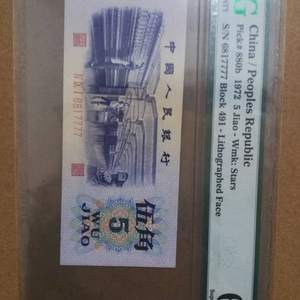 China / Peoples Republic
Pick# 880b 1972 5 Jiao - Wmk: Stars
S/N 6817777 Block 491 - Lithographed Face
中國人民銀行
6817777
伍角
5
WU
JIAO